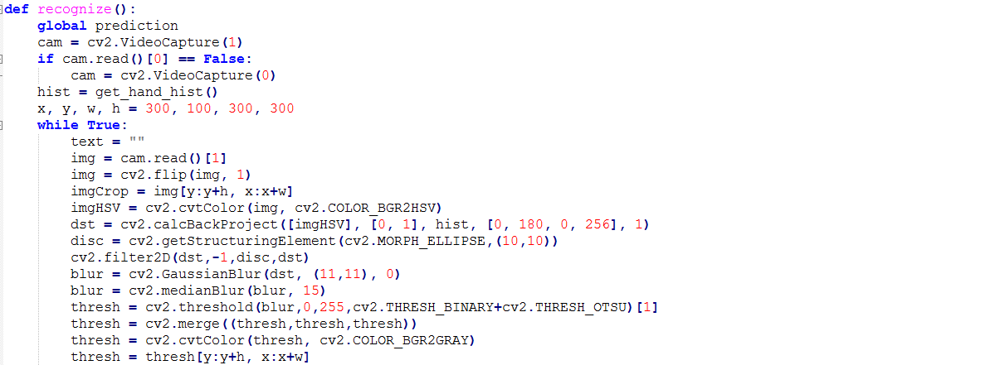 def recognize():
    global prediction
    cam = cv2.VideoCapture(1)
    if cam.read()[0] == False:
        cam = cv2.VideoCapture(0)
    hist = get_hand_hist()
    x, y, w, h = 300, 100, 300, 300
    while True:
        text = ""
        img = cam.read()[1]
        img = cv2.flip(img, 1)
        imgCrop = img[y:y+h, x:x+w]
        imgHSV = cv2.cvtColor(img, cv2.COLOR_BGR2HSV)
        dst = cv2.calcBackProject([imgHSV], [0, 1], hist, [0, 180, 0, 256], 1)
        disc = cv2.getStructuringElement(cv2.MORPH_ELLIPSE,(10,10))
        cv2.filter2D(dst,-1,disc,dst)
        blur = cv2.GaussianBlur(dst, (11,11), 0)
        blur = cv2.medianBlur(blur, 15)
        thresh = cv2.threshold(blur,0,255,cv2.THRESH_BINARY+cv2.THRESH_OTSU)[1]
        thresh = cv2.merge((thresh,thresh,thresh))
        thresh = cv2.cvtColor(thresh, cv2.COLOR_BGR2GRAY)
        thresh = thresh[y:y+h, x:x+w]